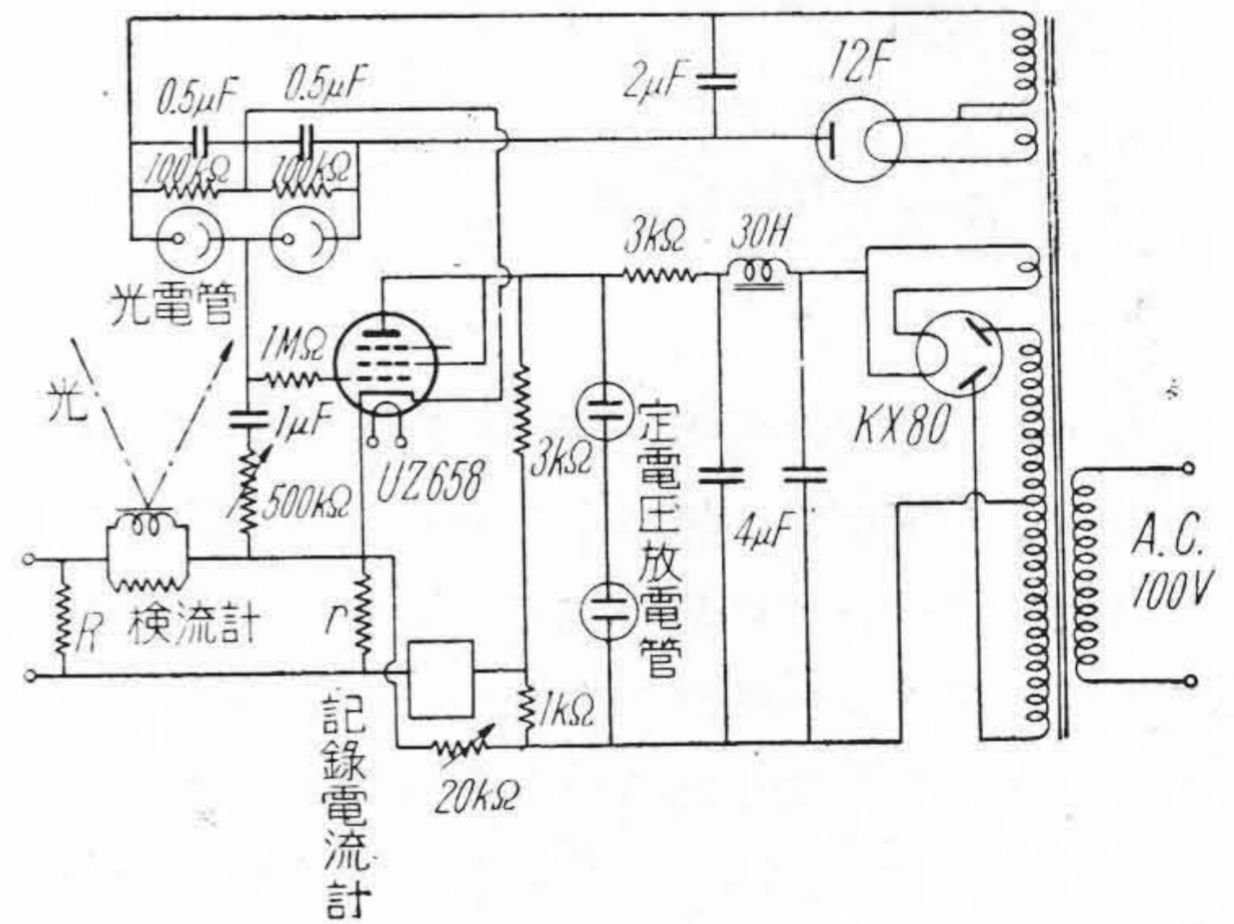 12F
0.5μF
0.5μF
2μF
100kΩ
100kΩ
3kΩ
30H
光電管
1MΩ
光
1μF
KX80
定電圧放電管
UZ658
3kΩ
500kΩ
4μF
A.C.
100V
R
検流計
r
1kΩ
記録電流計
20kΩ